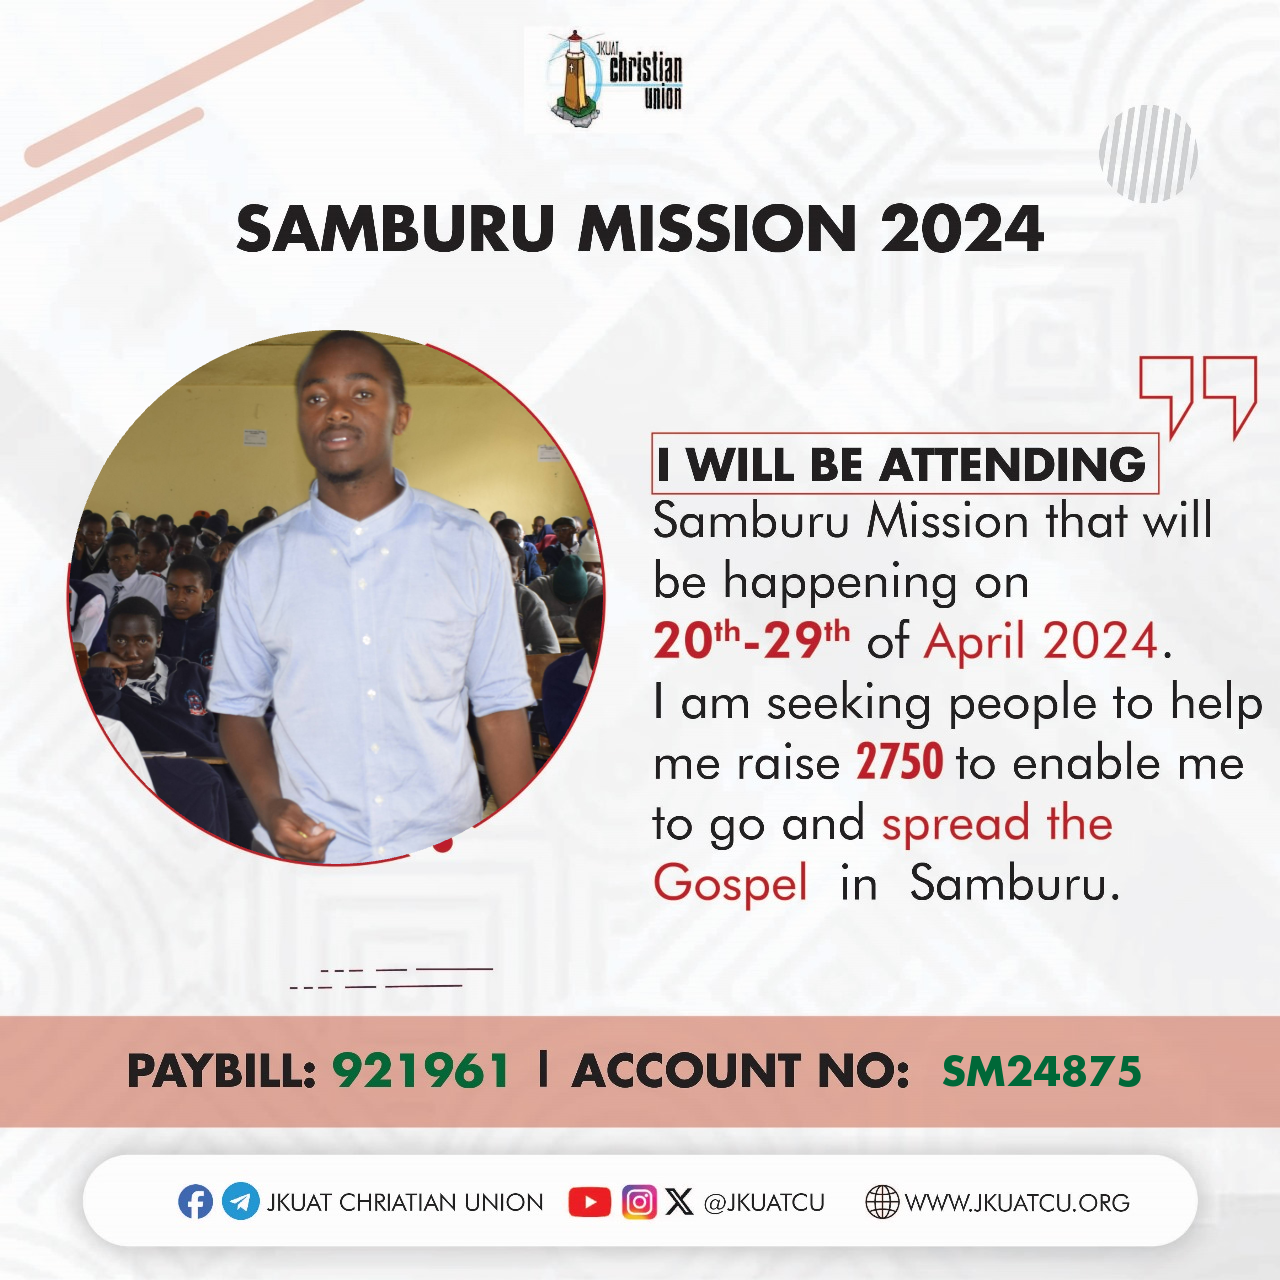 JKUAT
christian
union
SAMBURU MISSION 2024
I WILL BE ATTENDING
Samburu Mission that will
be happening on
20th-29th of April 2024.
I am seeking people to help
me raise 2750 to enable me
to go and spread the
Gospel in Samburu.
PAYBILL: 921961 | ACCOUNT NO: SM24875
JKUAT CHRIATIAN UNION @JKUATCU WWW.JKUATCU.ORG